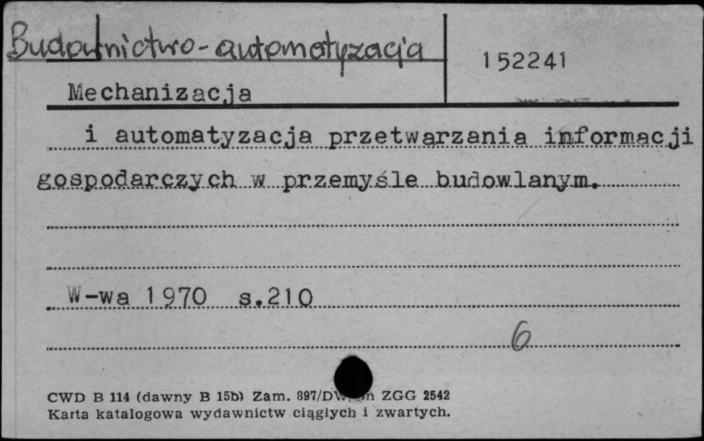 Budownictwo-automatyzacja
152241
Mechanizacja
i automatyzacja przetwarzania informacji
gospodarczych w przemyśle budowlanym.
W-wa 1970 s.210
6
CWD B 114 (dawny B 15b) Zam. 897/DW/ ZGG 2542
Karta katalogowa wydawnictw ciągłych i zwartych.